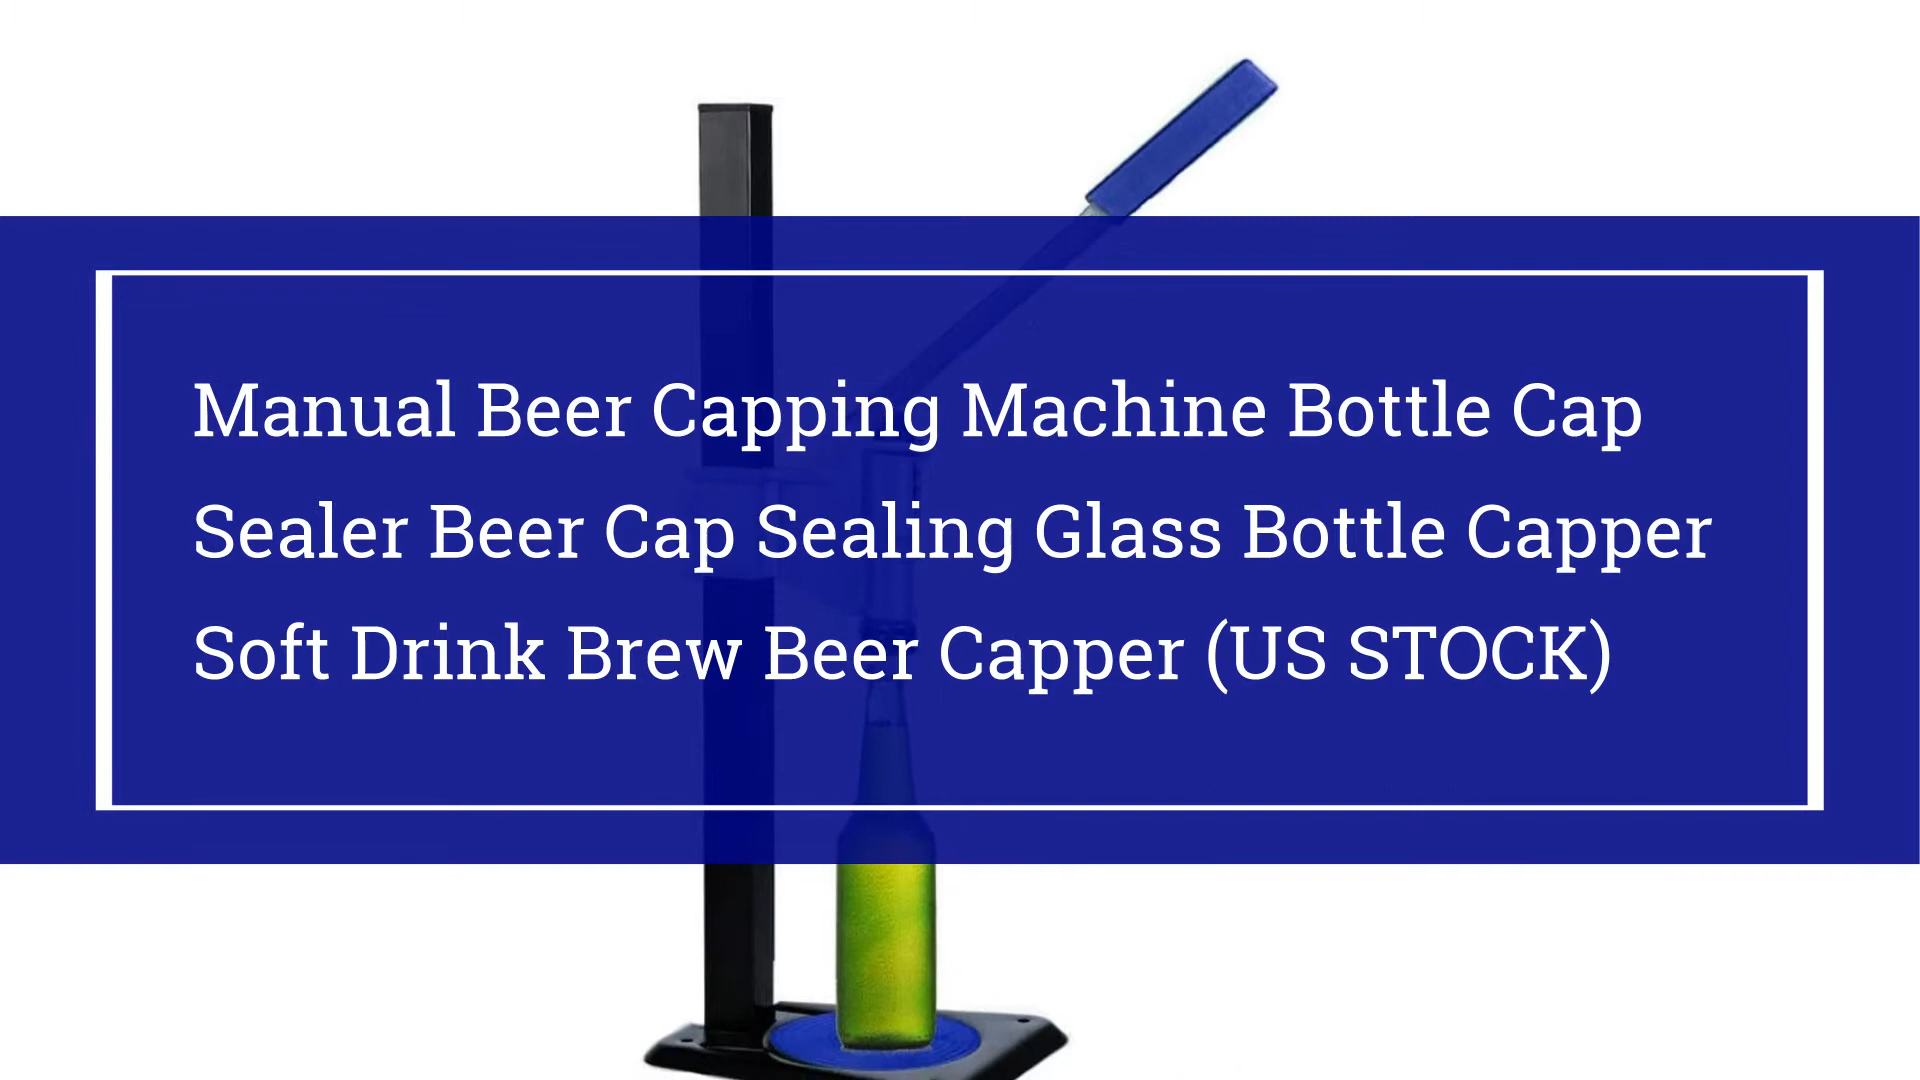 Manual Beer Capping Machine Bottle Cap
Sealer Beer Cap Sealing Glass Bottle Capper
Soft Drink Brew Beer Capper (US STOCK)